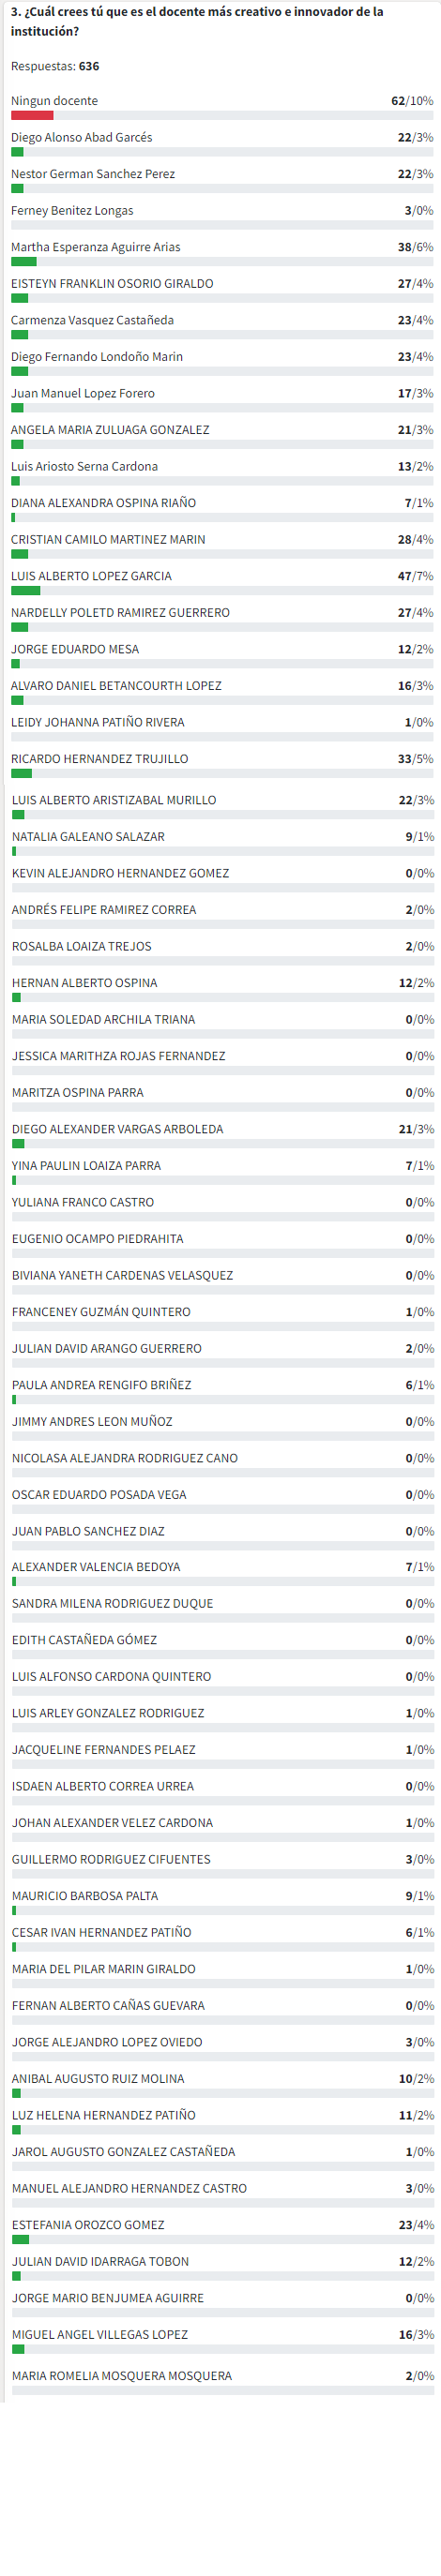 3. ¿Cuál crees tú que es el docente más creativo e innovador de la
institución?
Respuestas: 636
Ningun docente 62/10%
Diego Alonso Abad Garcés 22/3%
Nestor German Sanchez Perez 22/3%
Ferney Benitez Longas 3/0%
Martha Esperanza Aguirre Arias 38/6%
EISTEYN FRANKLIN OSORIO GIRALDO 27/4%
Carmenza Vasquez Castañeda 23/4%
Diego Fernando Londoño Marin 23/4%
Juan Manuel Lopez Forero 17/3%
ANGELA MARIA ZULUAGA GONZALEZ 21/3%
Luis Ariosto Serna Cardona 13/2%
DIANA ALEXANDRA OSPINA RIAÑO 7/1%
CRISTIAN CAMILO MARTINEZ MARIN 28/4%
LUIS ALBERTO LOPEZ GARCIA 47/7%
NARDELLY POLETD RAMIREZ GUERRERO 27/4%
JORGE EDUARDO MESA 12/2%
ALVARO DANIEL BETANCOURTH LOPEZ 16/3%
LEIDY JOHANNA PATIÑO RIVERA 1/0%
RICARDO HERNANDEZ TRUJILLO 33/5%
LUIS ALBERTO ARISTIZABAL MURILLO 22/3%
NATALIA GALEANO SALAZAR 9/1%
KEVIN ALEJANDRO HERNANDEZ GOMEZ 0/0%
ANDRÉS FELIPE RAMIREZ CORREA 2/0%
ROSALBA LOAIZA TREJOS 2/0%
HERNAN ALBERTO OSPINA 12/2%
MARIA SOLEDAD ARCHILA TRIANA 0/0%
JESSICA MARITHZA ROJAS FERNANDEZ 0/0%
MARITZA OSPINA PARRA 0/0%
DIEGO ALEXANDER VARGAS ARBOLEDA 21/3%
YINA PAULIN LOAIZA PARRA 7/1%
YULIANA FRANCO CASTRO 0/0%
EUGENIO OCAMPO PIEDRAHITA 0/0%
BIVIANA YANETH CARDENAS VELASQUEZ 0/0%
FRANCENEY GUZMÁN QUINTERO 1/0%
JULIAN DAVID ARANGO GUERRERO 2/0%
PAULA ANDREA RENGIFO BRIÑEZ 6/1%
JIMMY ANDRES LEON MUÑOZ 0/0%
NICOLASA ALEJANDRA RODRIGUEZ CANO 0/0%
OSCAR EDUARDO POSADA VEGA 0/0%
JUAN PABLO SANCHEZ DIAZ 0/0%
ALEXANDER VALENCIA BEDOYA 7/1%
SANDRA MILENA RODRIGUEZ DUQUE 0/0%
EDITH CASTAÑEDA GÓMEZ 0/0%
LUIS ALFONSO CARDONA QUINTERO 0/0%
LUIS ARLEY GONZALEZ RODRIGUEZ 1/0%
JACQUELINE FERNANDES PELAEZ 1/0%
ISDAEN ALBERTO CORREA URREA 0/0%
JOHAN ALEXANDER VELEZ CARDONA 1/0%
GUILLERMO RODRIGUEZ CIFUENTES 3/0%
MAURICIO BARBOSA PALTA 9/1%
CESAR IVAN HERNANDEZ PATIÑO 6/1%
MARIA DEL PILAR MARIN GIRALDO 1/0%
FERNAN ALBERTO CAÑAS GUEVARA 0/0%
JORGE ALEJANDRO LOPEZ OVIEDO 3/0%
ANIBAL AUGUSTO RUIZ MOLINA 10/2%
LUZ HELENA HERNANDEZ PATIÑO 11/2%
JAROL AUGUSTO GONZALEZ CASTAÑEDA 1/0%
MANUEL ALEJANDRO HERNANDEZ CASTRO 3/0%
ESTEFANIA OROZCO GOMEZ 23/4%
JULIAN DAVID IDARRAGA TOBON 12/2%
JORGE MARIO BENJUMEA AGUIRRE 0/0%
MIGUEL ANGEL VILLEGAS LOPEZ 16/3%
MARIA ROMELIA MOSQUERA MOSQUERA 2/0%